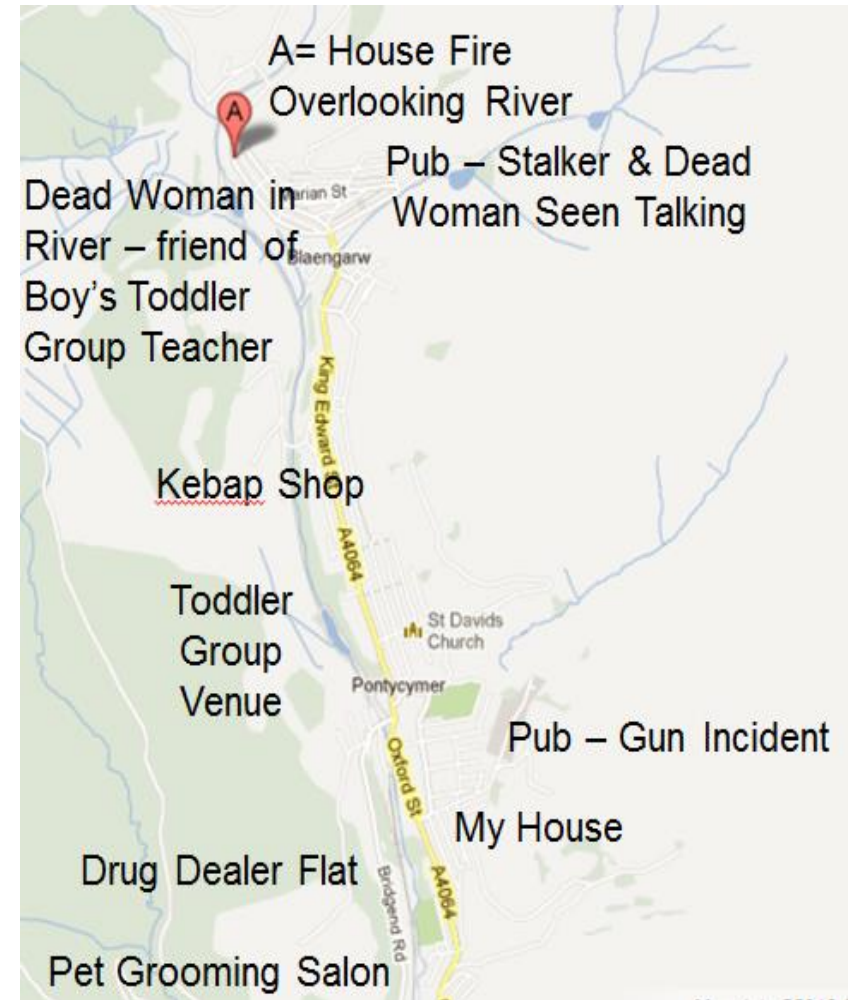 A= House Fire
Overlooking River
A
Pub – Stalker & Dead
Woman Seen Talking
Dead Woman in
River – friend of
Boy's Toddler
Group Teacher
St
Blaengarw
King Edward St
Kebap Shop
A4064
Toddler
Group
Venue
St Davids
Church
Pontycymer
Pub – Gun Incident
Oxford St
My House
Drug Dealer Flat
Bridgend Rd
A4064
Pet Grooming Salon